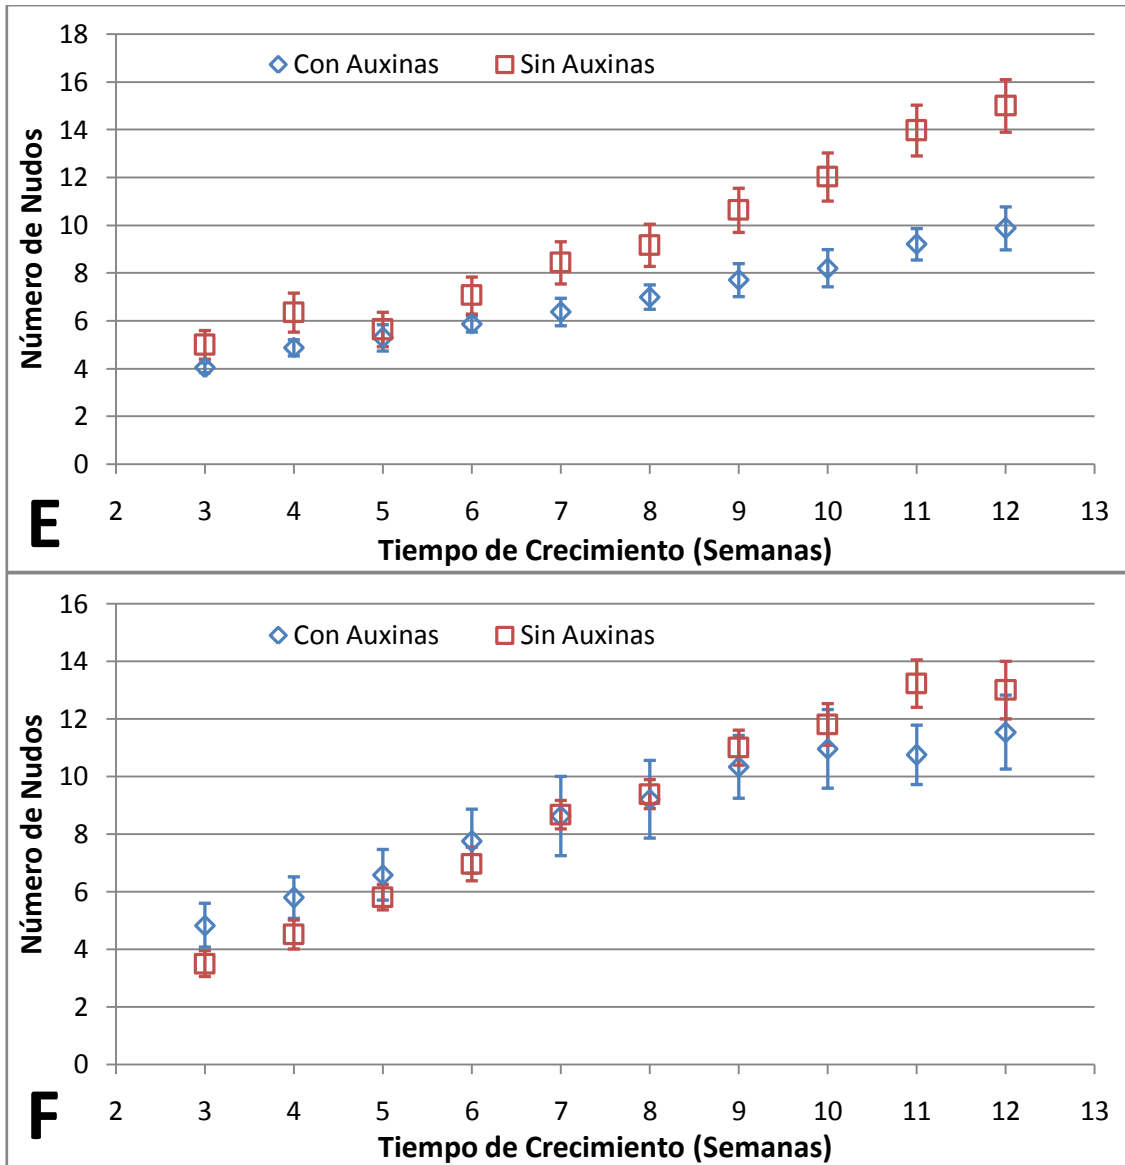 18
16
14
12
10
8
6
4
2
0
Con Auxinas Sin Auxinas
Número de Nudos
2 3 4 5 6 7 8 9 10 11 12 13
Tiempo de Crecimiento (Semanas)
E
16
14
12
10
8
6
4
2
0
Con Auxinas Sin Auxinas
Número de Nudos
2 3 4 5 6 7 8 9 10 11 12 13
Tiempo de Crecimiento (Semanas)
F